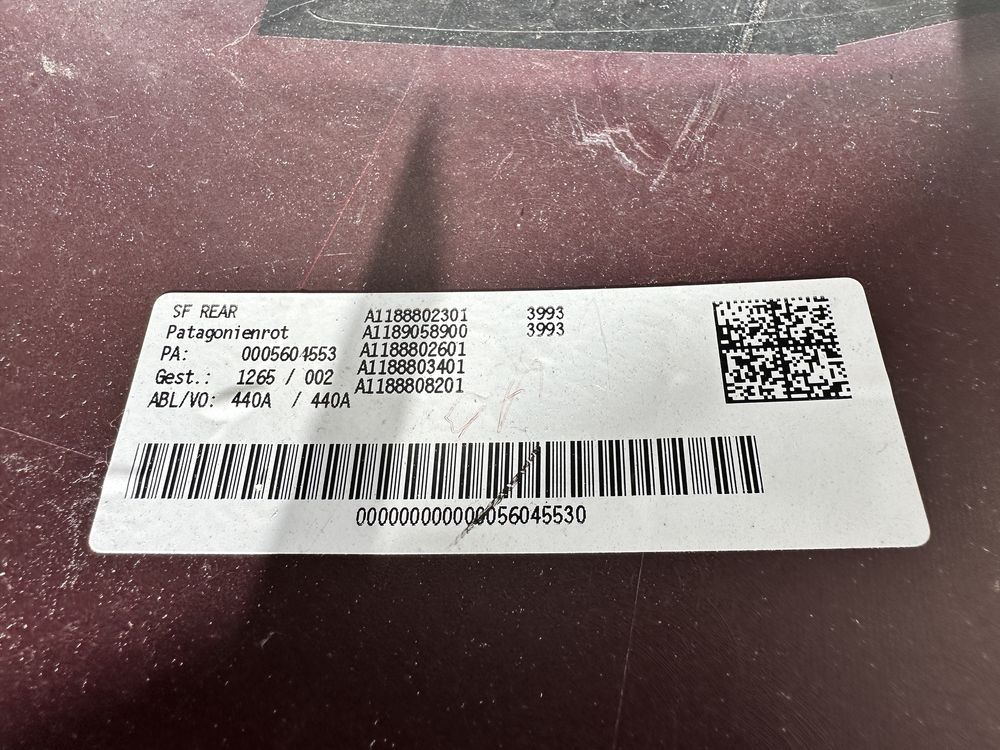 SF REAR A1188802301 3993
Patagonienrot A1189058900 3993
PA: 0005604553 A1188802601
Gest.: 1265 / 002 A1188803401
ABL/VO: 440A / 440A A1188808201
000000000000056045530